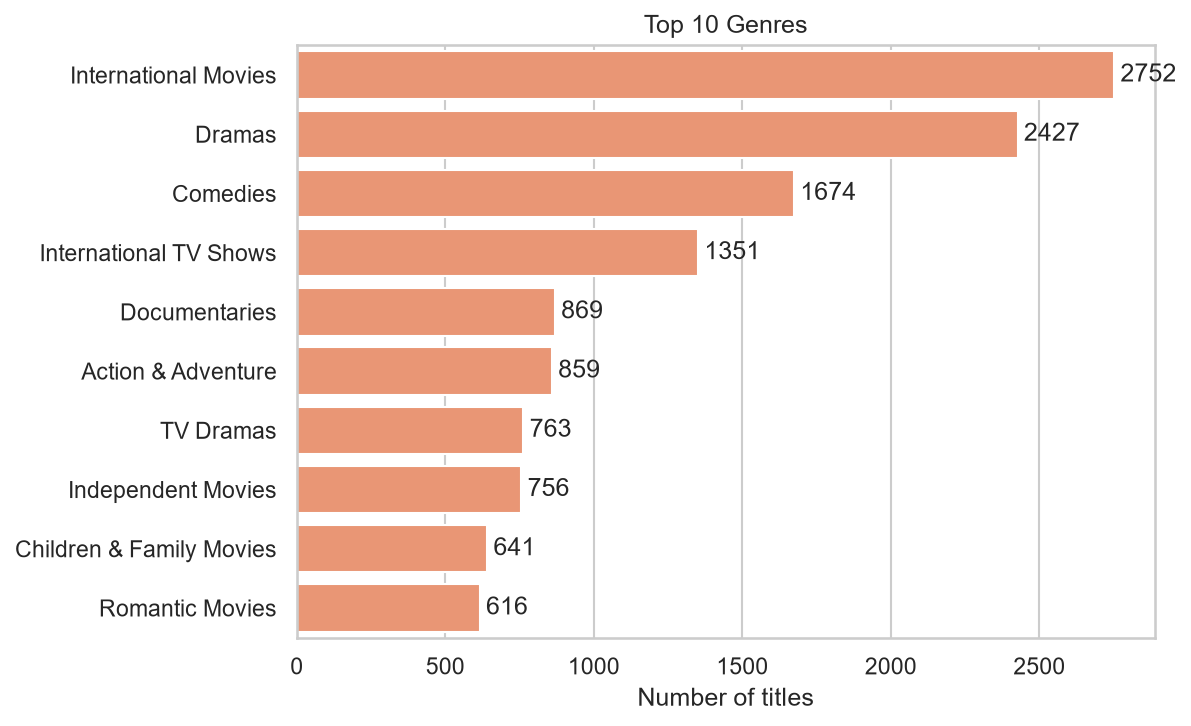 Top 10 Genres
International Movies 2752
Dramas 2427
Comedies 1674
International TV Shows 1351
Documentaries 869
Action & Adventure 859
TV Dramas 763
Independent Movies 756
Children & Family Movies 641
Romantic Movies 616
0 500 1000 1500 2000 2500
Number of titles